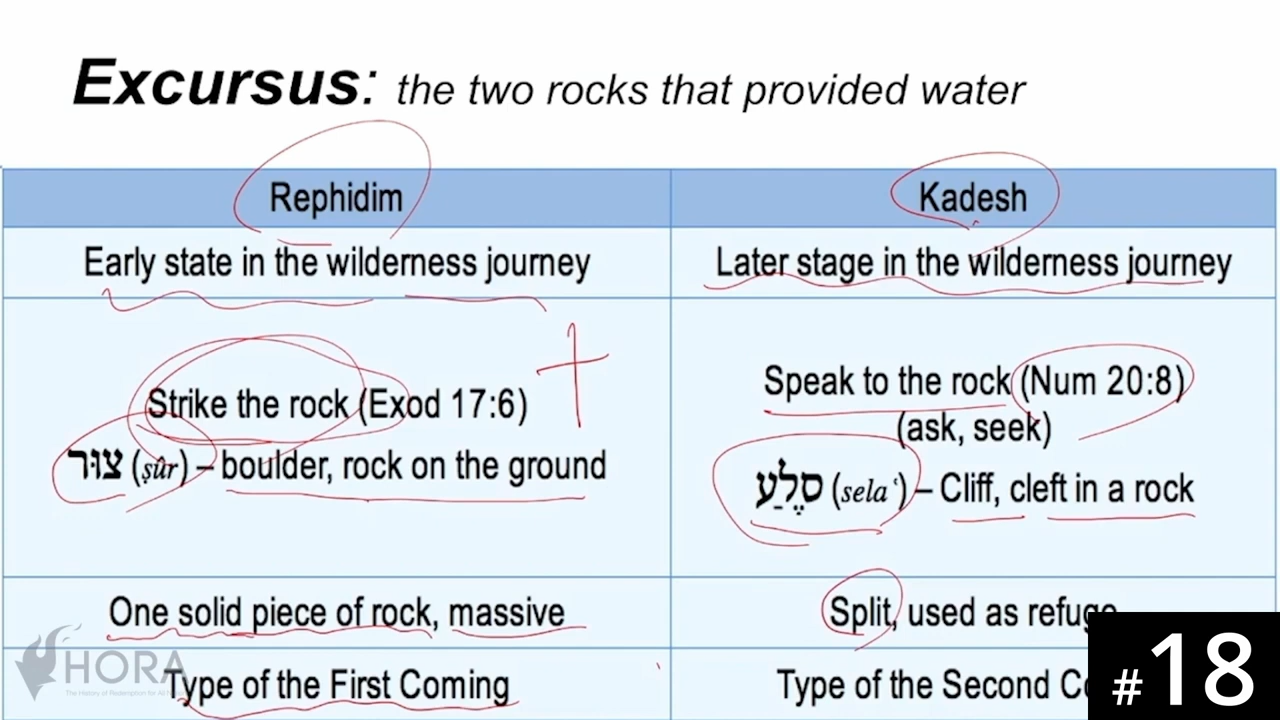 Excursus: the two rocks that provided water
Rephidim
Kadesh
Early state in the wilderness journey
Later stage in the wilderness journey
Strike the rock (Exod 17:6)
צוּר (ṣûr) – boulder, rock on the ground
Speak to the rock (Num 20:8)
(ask, seek)
סֶלַע (selaʿ) – Cliff, cleft in a rock
One solid piece of rock, massive
Split, used as refuge
Type of the First Coming
Type of the Second
HORA
#18